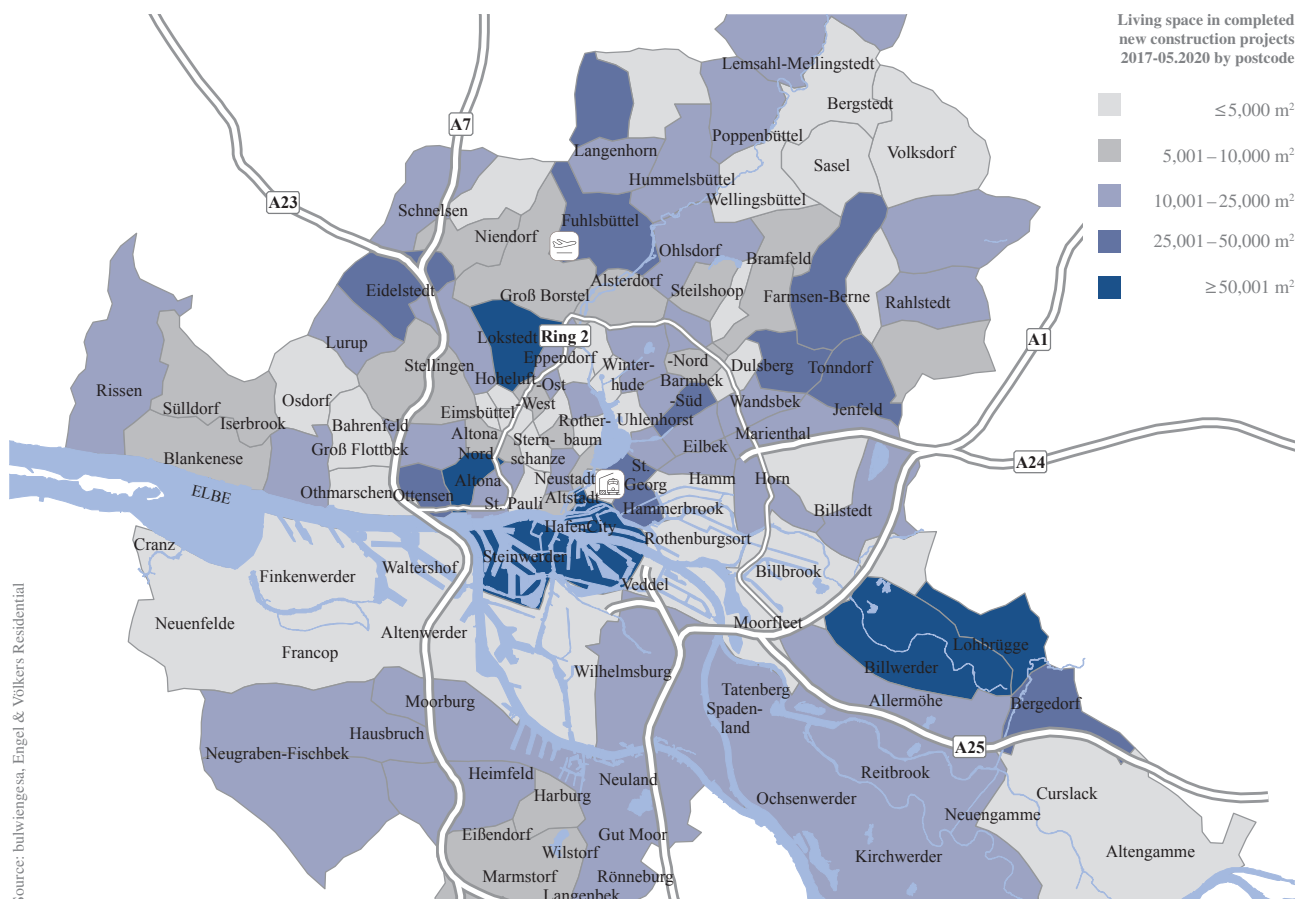 Living space in completed
new construction projects
2017-05.2020 by postcode
≤5,000 m²
5,001–10,000 m²
10,001–25,000 m²
25,001–50,000 m²
≥50,001 m²
Lemsahl-Mellingstedt
Bergstedt
A7
Poppenbüttel
Langenhorn
Sasel
Volksdorf
Hummelsbüttel
Wellingsbüttel
A23
Schnelsen
Fuhlsbüttel
Niendorf
Ohlsdorf
Bramfeld
Alsterdorf
Eidelstedt
Groß Borstel
Steilshoop
Farmsen-Berne
Rahlstedt
Lokstedt
Ring 2
A1
Lurup
Eppendorf
Winter-
hude
-Nord
Barmbek
-Süd
Dulsberg
Tonndorf
Stellingen
Hoheluft
-Ost
-West
Rissen
Osdorf
Sülldorf
Iserbrook
Eimsbüttel
Rother-
baum
Uhlenhorst
Wandsbek
Jenfeld
Bahrenfeld
Altona
Nord
Stern-
schanze
Marienthal
Groß Flottbek
Eilbek
Blankenese
A24
St.
Georg
Hamm
Horn
Neustadt
Altona
Othmarschen
Ottensen
ELBE
St. Pauli
Altstadt
Hammerbrook
Billstedt
HafenCity
Rothenburgsort
Cranz
Steinwerder
Waltershof
Finkenwerder
Veddel
Billbrook
Neuenfelde
Altenwerder
Moorfleet
Francop
Lohbrügge
Billwerder
Wilhelmsburg
Tatenberg
Spaden-
land
Allermöhe
Bergedorf
Moorburg
Hausbruch
A25
Neugraben-Fischbek
Heimfeld
Neuland
Reitbrook
Harburg
Ochsenwerder
Curslack
Neuengamme
Eißendorf
Gut Moor
Wilstorf
Altengamme
Kirchwerder
Marmstorf
Rönneburg
Langenbek
Source: bulwiengesa, Engel & Völkers Residential